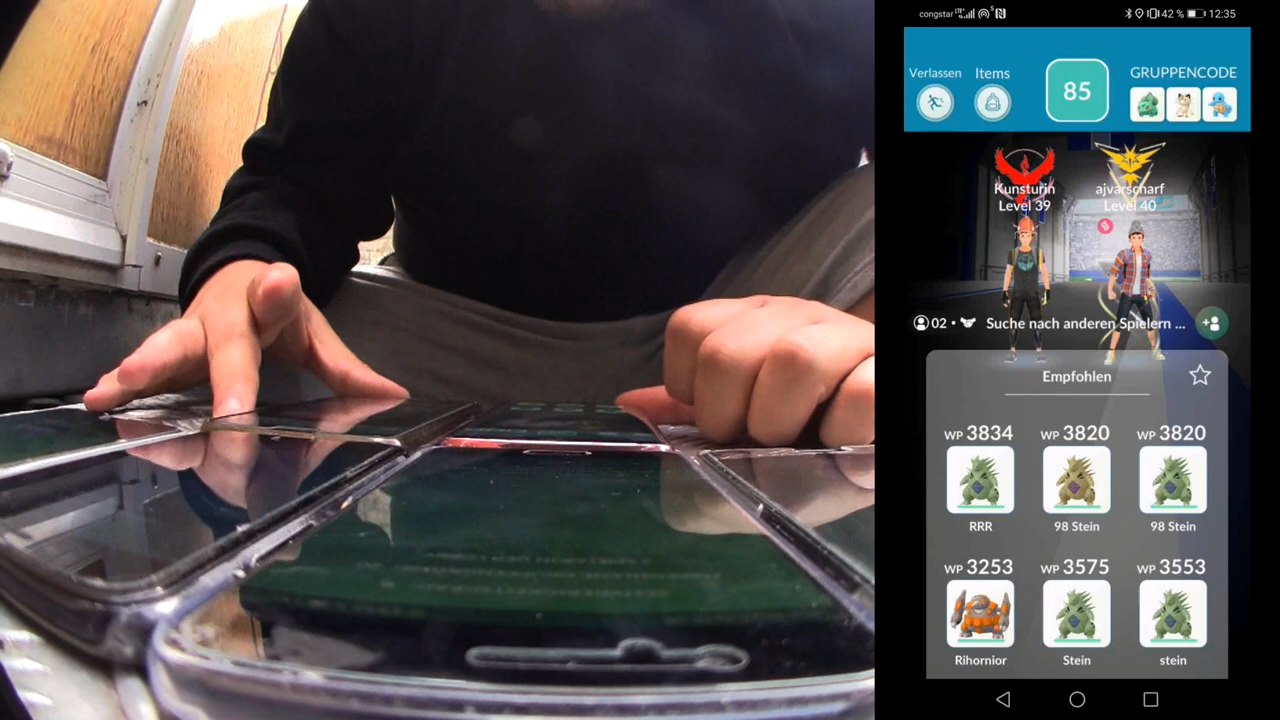 congstar 42 % 12:35
Verlassen Items 85 GRUPPENCODE
Kunsturin ajvarscharf
Level 39 Level 40
02 • Suche nach anderen Spielern ...
Empfohlen
WP 3834 WP 3820 WP 3820
RRR 98 Stein 98 Stein
WP 3253 WP 3575 WP 3553
Rihornior Stein stein